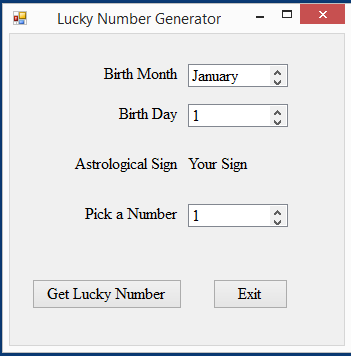 Lucky Number Generator
Birth Month January
Birth Day 1
Astrological Sign Your Sign
Pick a Number 1
Get Lucky Number Exit